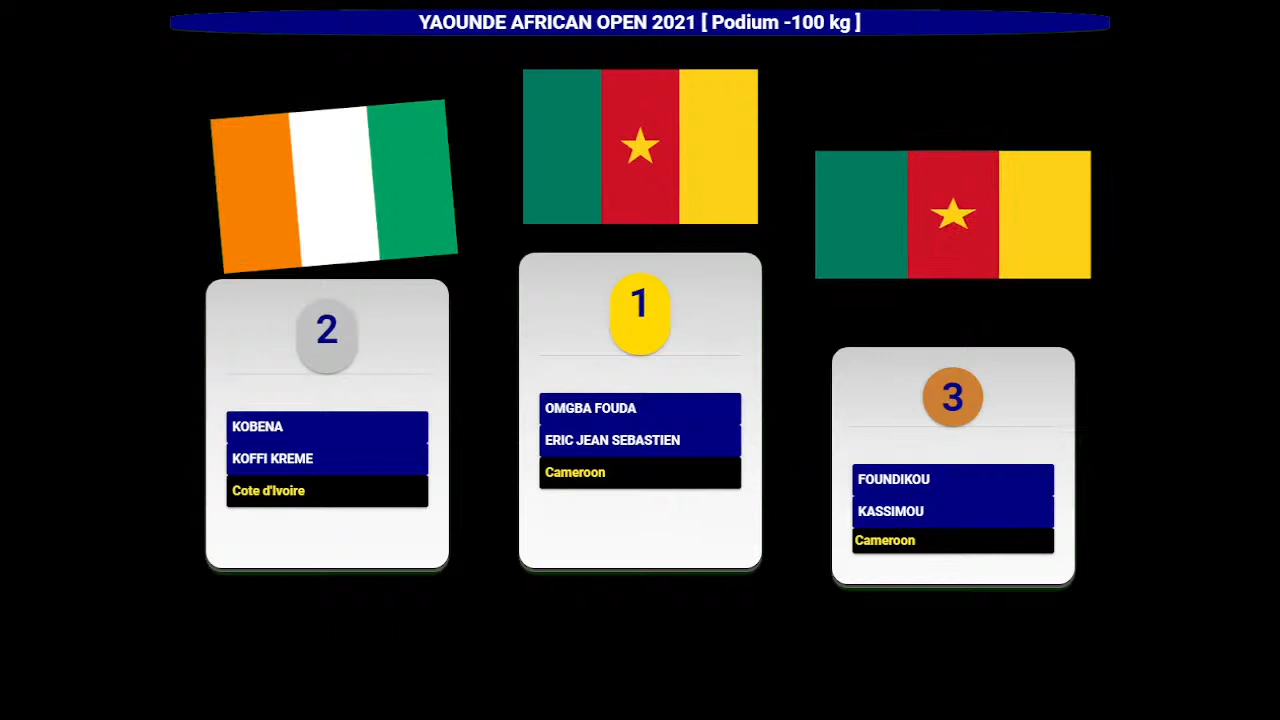 YAOUNDE AFRICAN OPEN 2021 [ Podium -100 kg ]
2
KOBENA
KOFFI KREME
Cote d'Ivoire
1
OMGBA FOUDA
ERIC JEAN SEBASTIEN
Cameroon
3
FOUNDIKOU
KASSIMOU
Cameroon